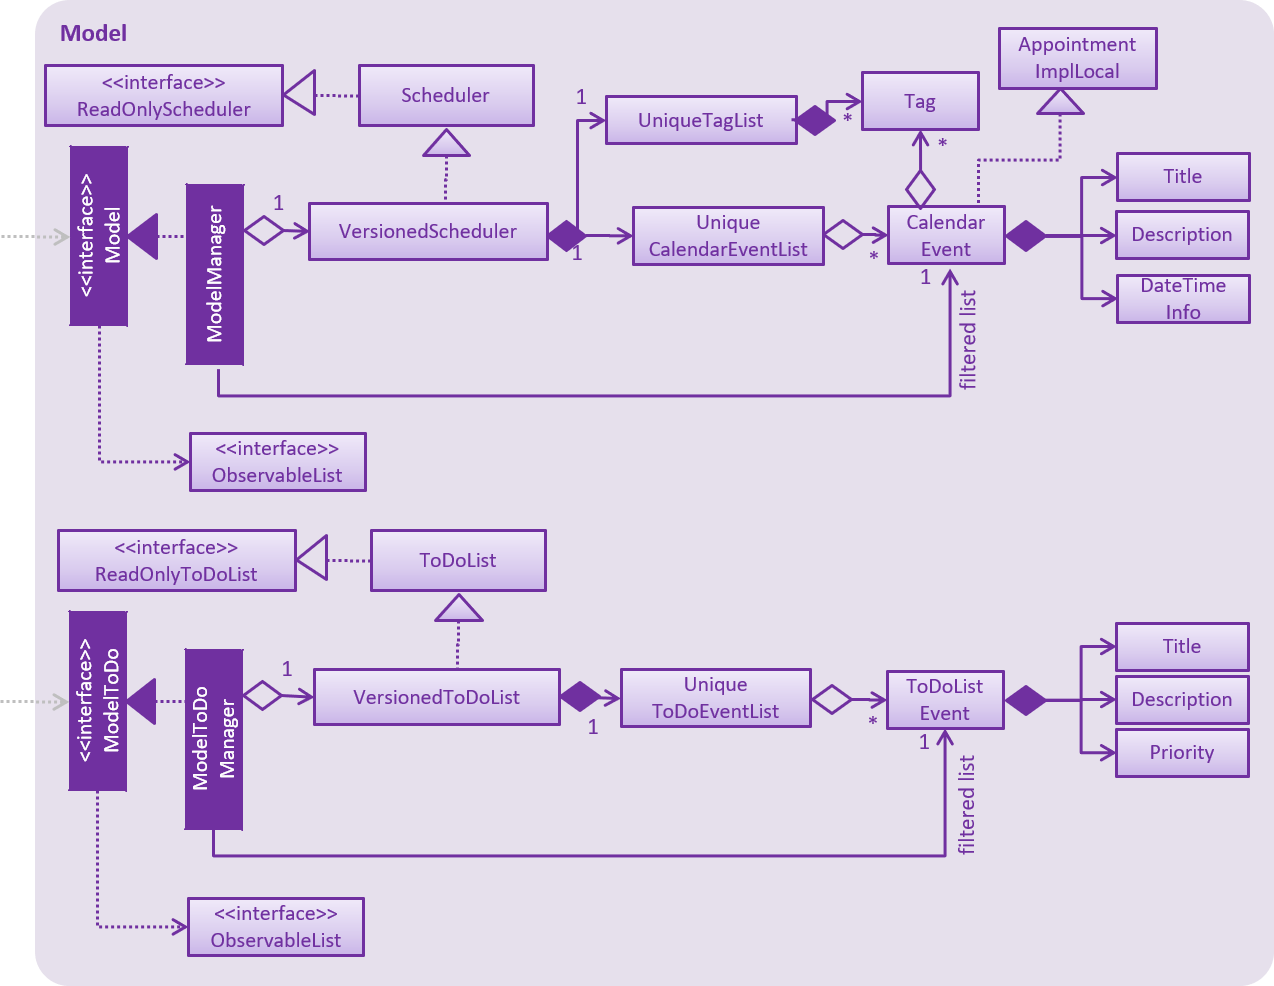 Model
<<interface>>
ReadOnlyScheduler
Scheduler
1
UniqueTagList
*
Tag
Appointment
ImplLocal
*
<<interface>>
Model
ModelManager
1
VersionedScheduler
1
Unique
CalendarEventList
*
Calendar
Event
1
Title
Description
DateTime
Info
filtered list
<<interface>>
ObservableList
<<interface>>
ReadOnlyToDoList
ToDoList
<<interface>>
ModelToDo
ModelToDo
Manager
1
VersionedToDoList
1
Unique
ToDoEventList
*
ToDoList
Event
1
Title
Description
Priority
filtered list
<<interface>>
ObservableList